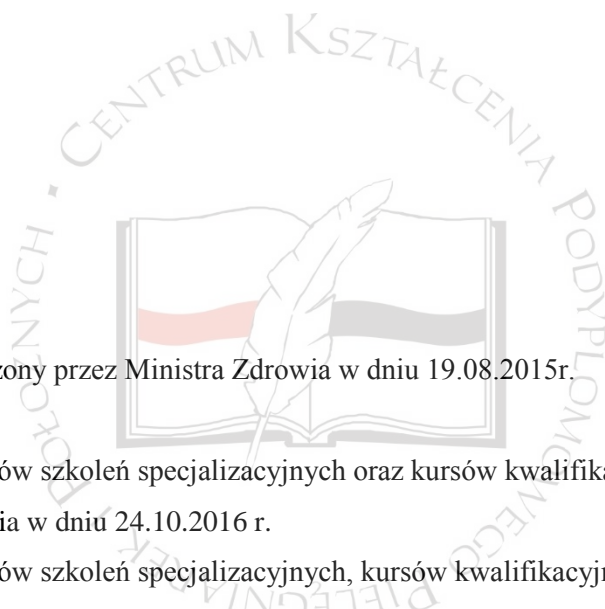 CENTRUM KSZTAŁCENIA PODYPLOMOWEGO PIELĘGNIAREK I POŁOŻNYCH •
zony przez Ministra Zdrowia w dniu 19.08.2015r.
ów szkoleń specjalizacyjnych oraz kursów kwalifika
ia w dniu 24.10.2016 r.
ów szkoleń specjalizacyjnych, kursów kwalifikacyjn